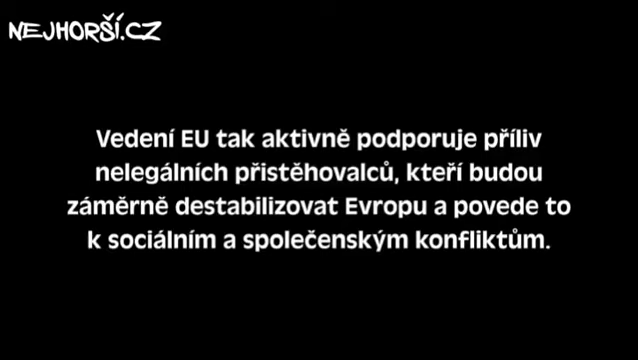 NEJHORŠÍ.CZ
Vedení EU tak aktivně podporuje příliv
nelegálních přistěhovalců, kteří budou
záměrně destabilizovat Evropu a povede to
k sociálním a společenským konfliktům.